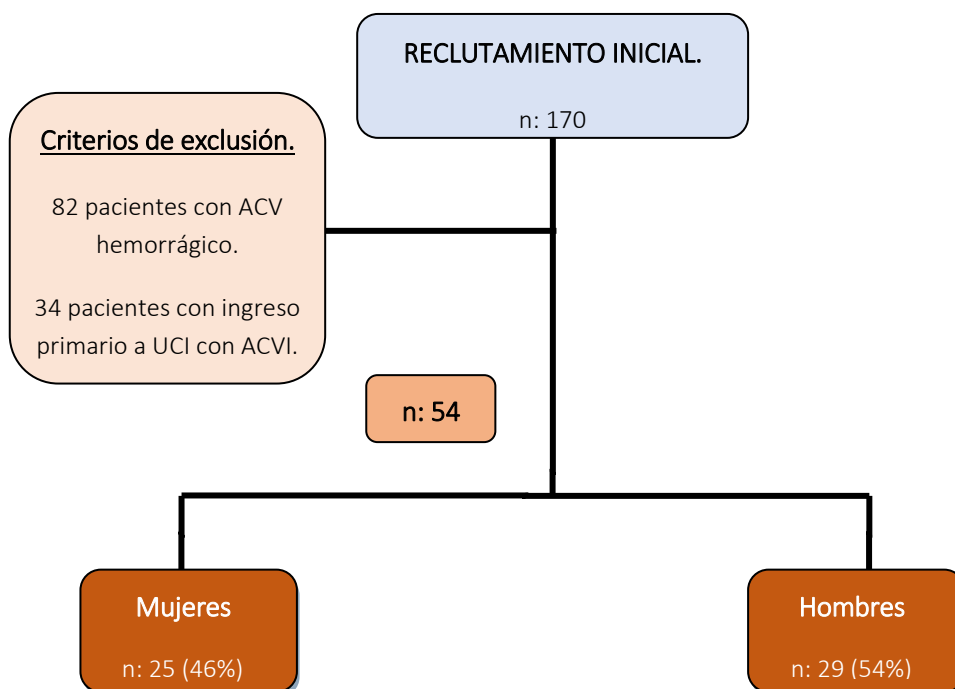 RECLUTAMIENTO INICIAL.
n: 170
Criterios de exclusión.
82 pacientes con ACV
hemorrágico.
34 pacientes con ingreso
primario a UCI con ACVI.
n: 54
Mujeres
n: 25 (46%)
Hombres
n: 29 (54%)